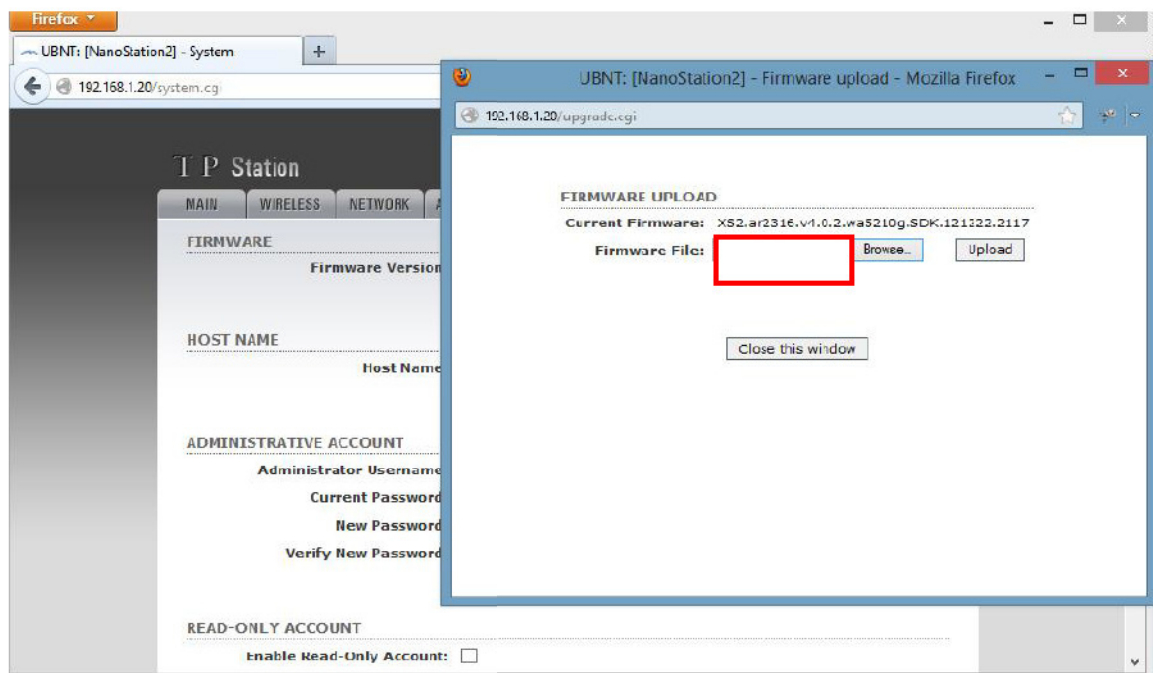 Firefox
UBNT: [NanoStation2] - System
+
192.168.1.20/system.cgi
T P Station
MAIN WIRELESS NETWORK A
FIRMWARE
Firmware Version
HOST NAME
Host Name
ADMINISTRATIVE ACCOUNT
Administrator Username
Current Password
New Password
Verify New Password
READ-ONLY ACCOUNT
Enable Read-Only Account:
UBNT: [NanoStation2] - Firmware upload - Mozilla Firefox
192.168.1.20/upgrade.cgi
FIRMWARE UPLOAD
Current Firmware: XS2.ar2316.v4.0.2.wa5210g.SDK.121222.2117
Firmware File: Browse... Upload
Close this window